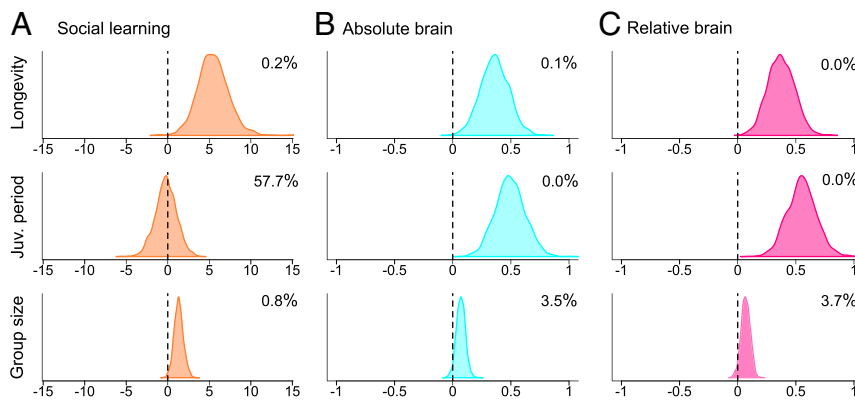 A Social learning B Absolute brain C Relative brain
Longevity 0.2% 0.1% 0.0%
-15 -10 -5 0 5 10 15 -1 -0.5 0 0.5 1 -1 -0.5 0 0.5 1
Juv. period 57.7% 0.0% 0.0%
-15 -10 -5 0 5 10 15 -1 -0.5 0 0.5 1 -1 -0.5 0 0.5 1
Group size 0.8% 3.5% 3.7%
-15 -10 -5 0 5 10 15 -1 -0.5 0 0.5 1 -1 -0.5 0 0.5 1